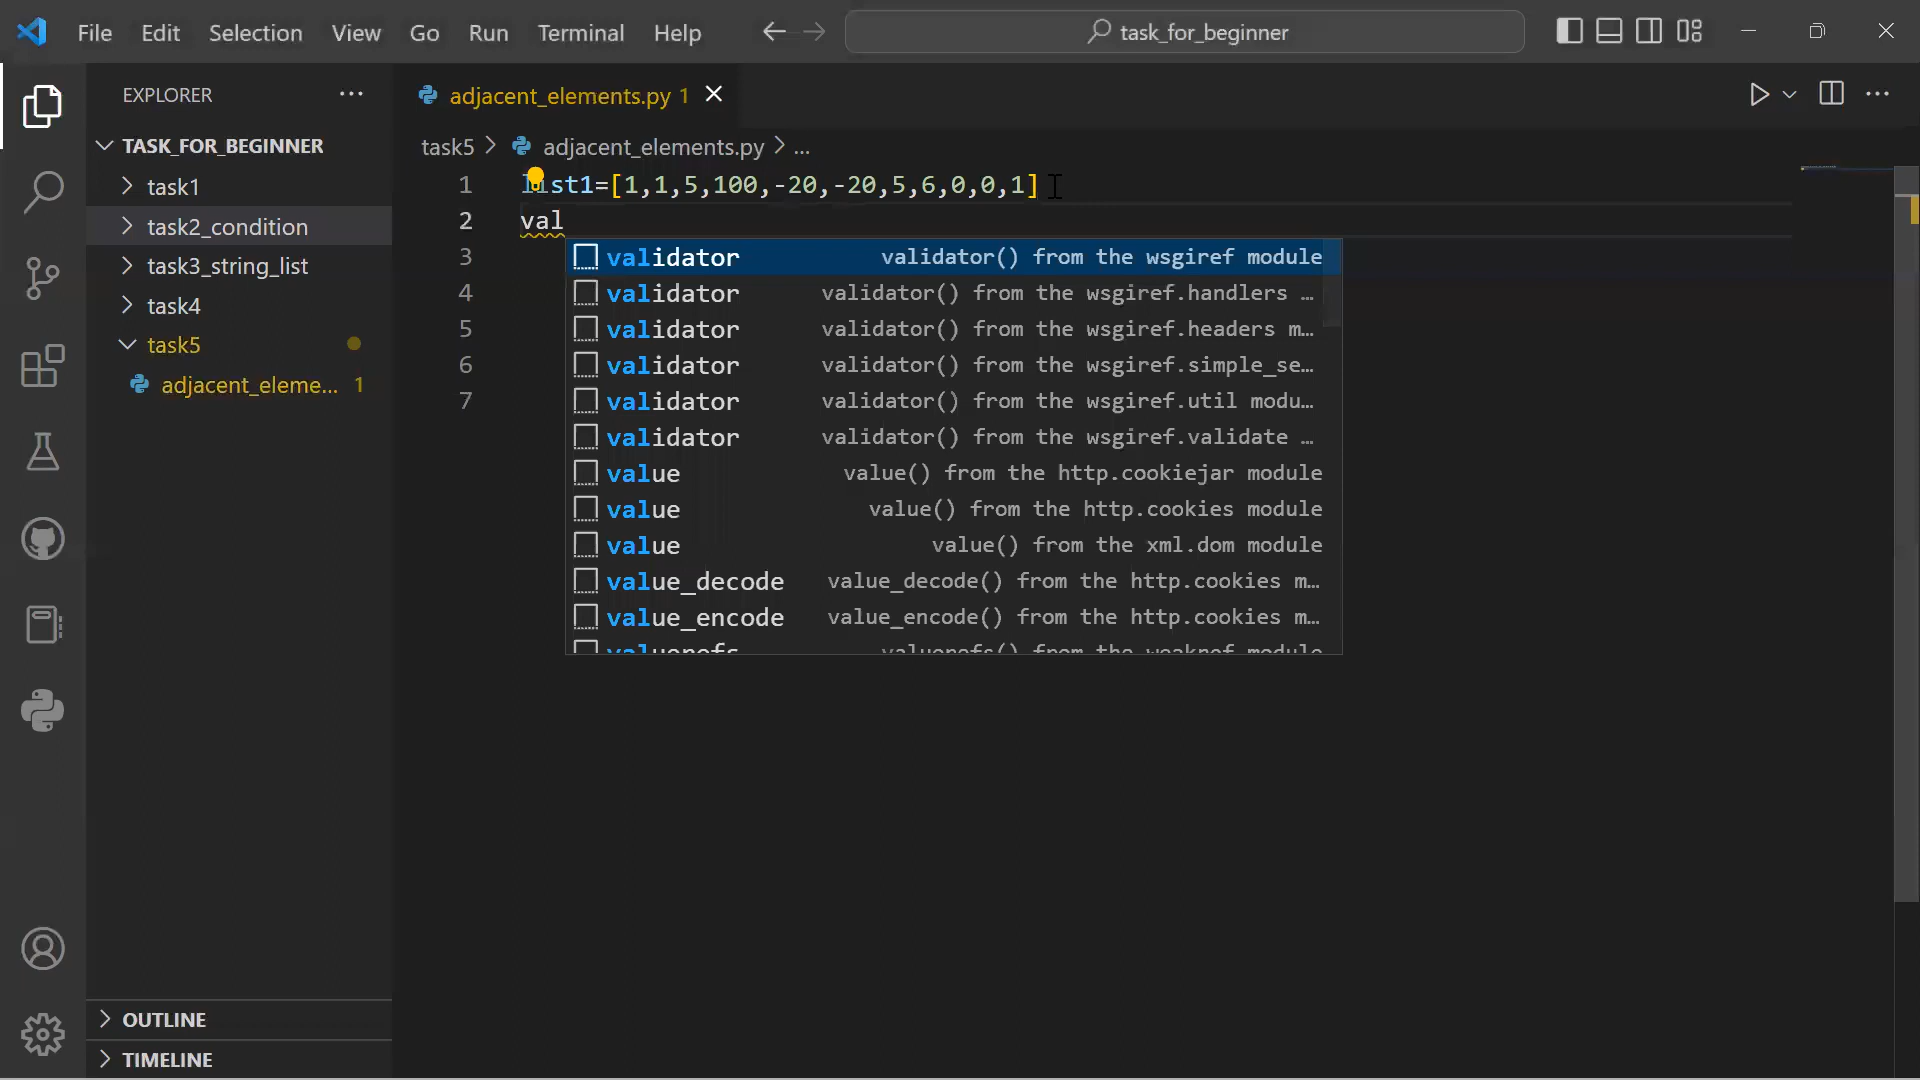 File Edit Selection View Go Run Terminal Help
task_for_beginner
EXPLORER
TASK_FOR_BEGINNER
task1
task2_condition
task3_string_list
task4
task5
adjacent_eleme... 1
OUTLINE
TIMELINE
adjacent_elements.py 1
task5 > adjacent_elements.py > ...
1 list1=[1,1,5,100,-20,-20,5,6,0,0,1]
2 val
3
4
5
6
7
validator validator() from the wsgiref module
validator validator() from the wsgiref.handlers …
validator validator() from the wsgiref.headers m…
validator validator() from the wsgiref.simple_se…
validator validator() from the wsgiref.util modu…
validator validator() from the wsgiref.validate …
value value() from the http.cookiejar module
value value() from the http.cookies module
value value() from the xml.dom module
value_decode value_decode() from the http.cookies m…
value_encode value_encode() from the http.cookies m…
valuerefs valuerefs() from the weakref module